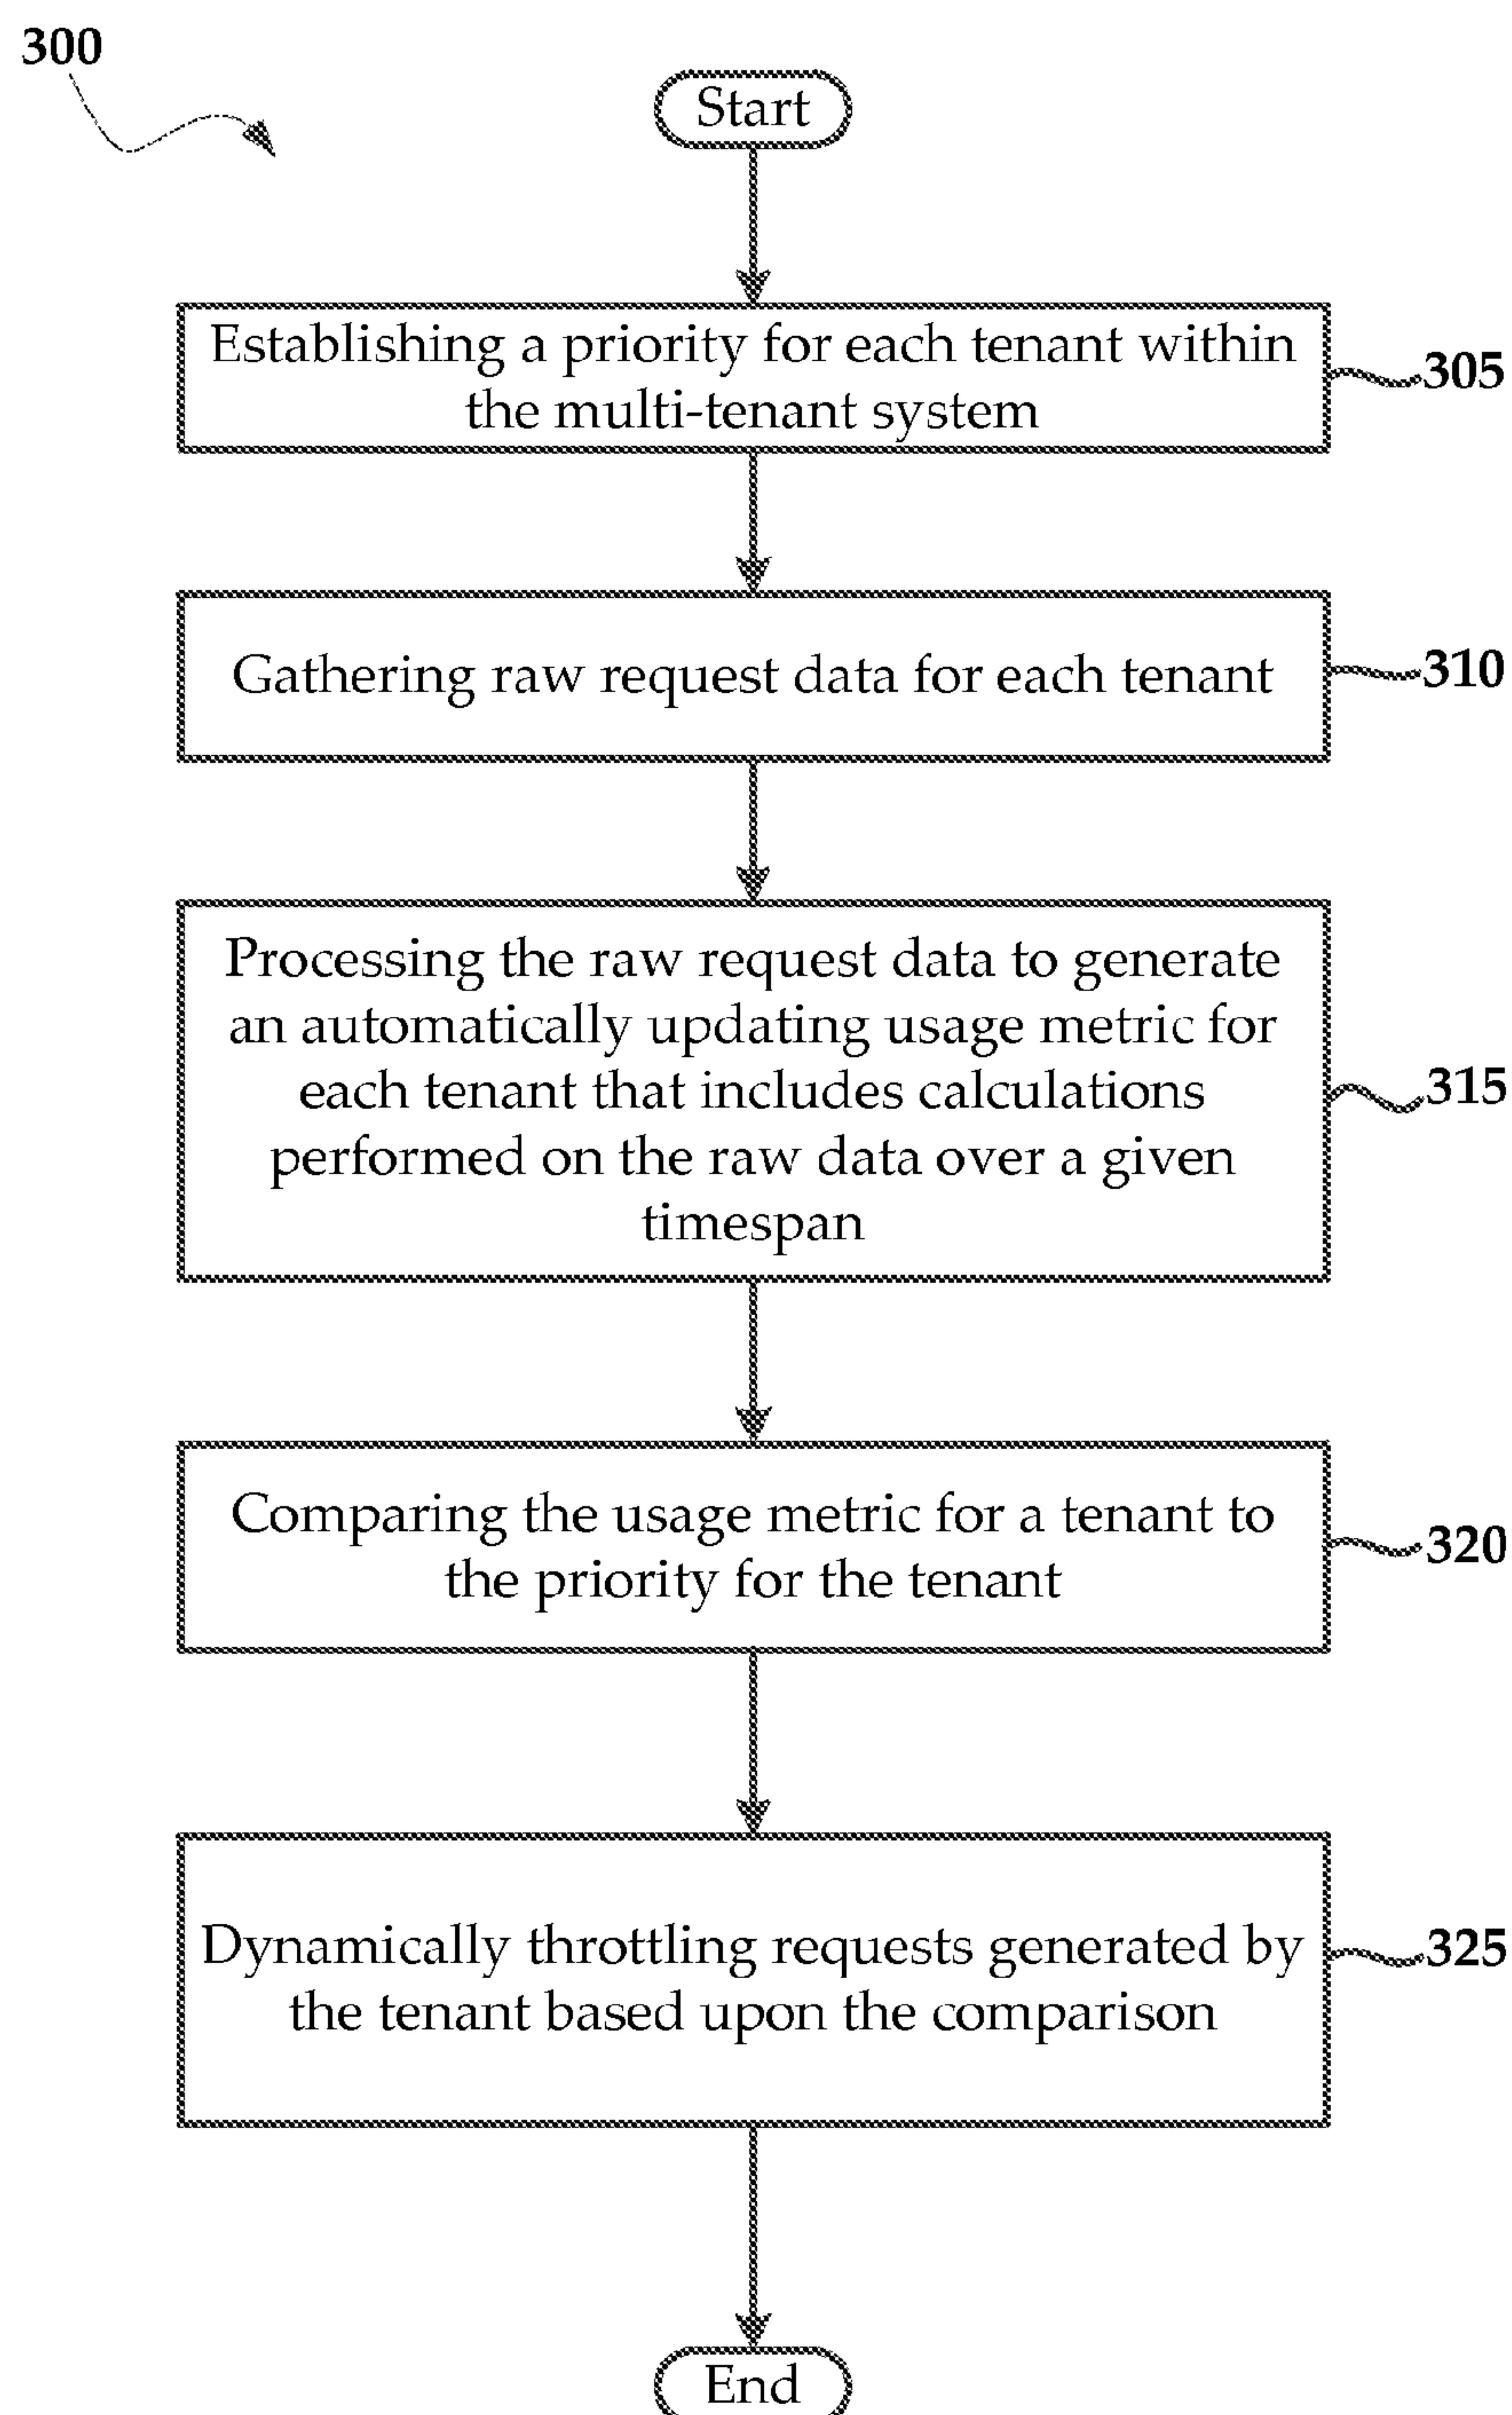 300
Start
Establishing a priority for each tenant within
the multi-tenant system
305
Gathering raw request data for each tenant
310
Processing the raw request data to generate
an automatically updating usage metric for
each tenant that includes calculations
performed on the raw data over a given
timespan
315
Comparing the usage metric for a tenant to
the priority for the tenant
320
Dynamically throttling requests generated by
the tenant based upon the comparison
325
End